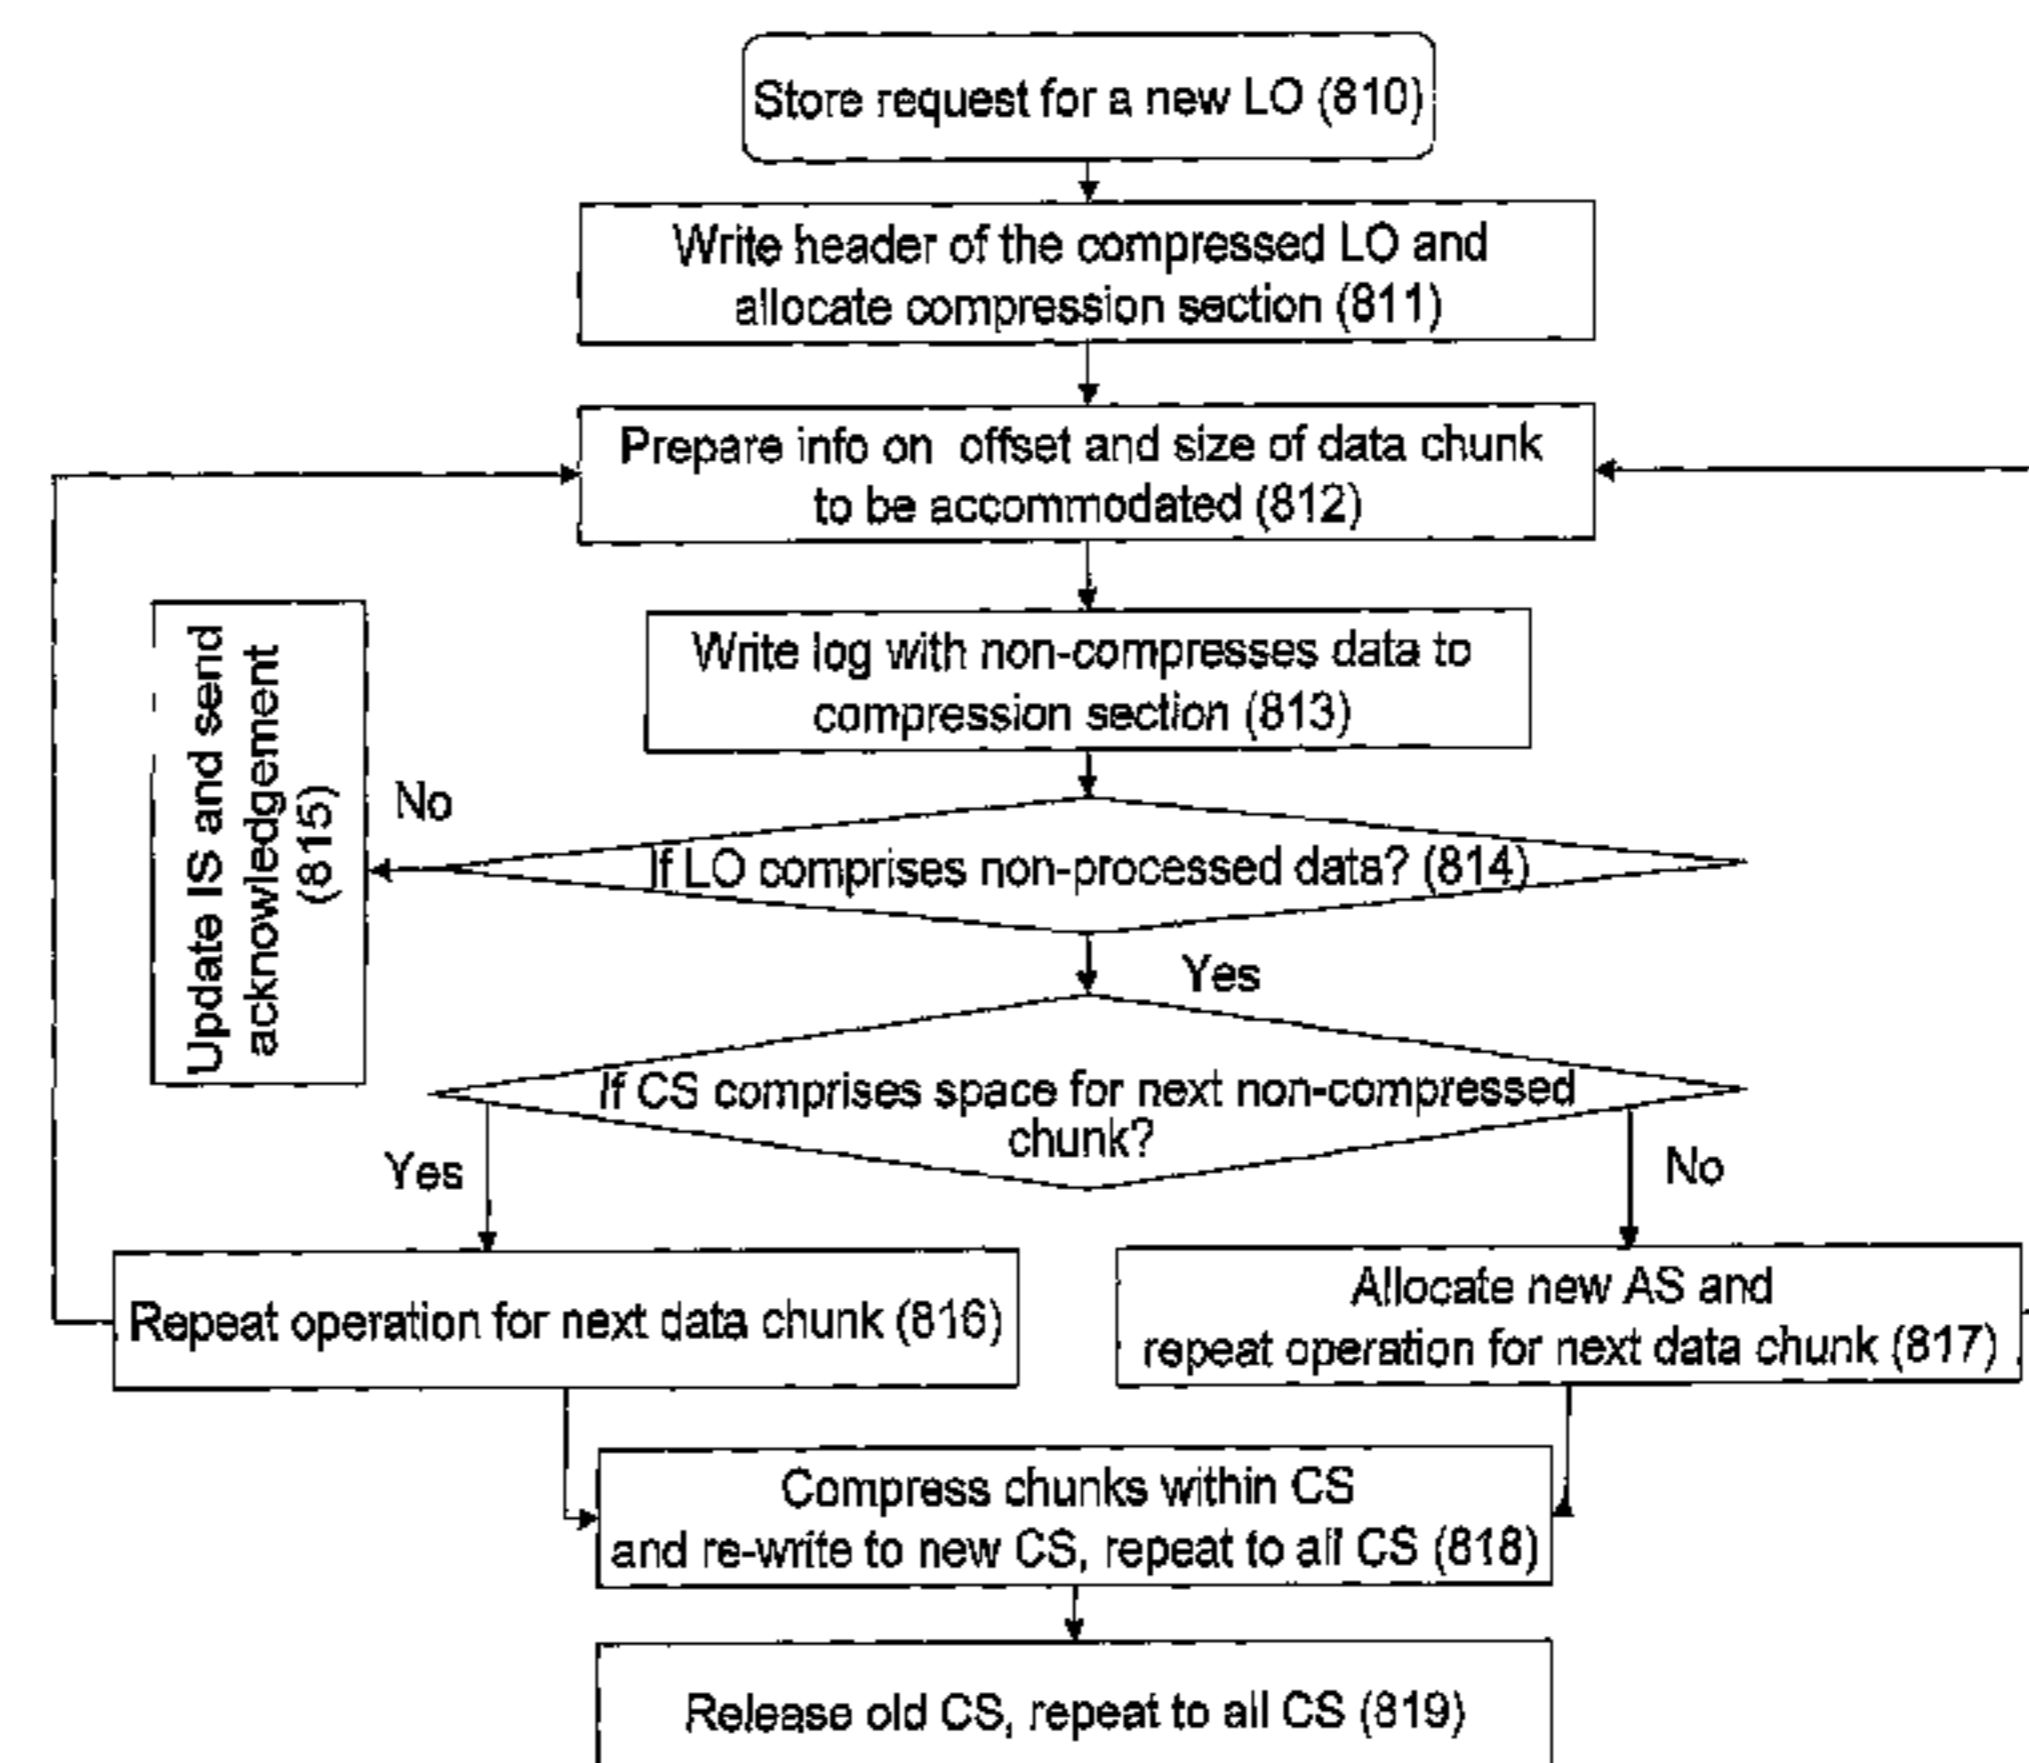 Store request for a new LO (810)
Write header of the compressed LO and
allocate compression section (811)
Prepare info on offset and size of data chunk
to be accommodated (812)
Write log with non-compresses data to
compression section (813)
Update IS and send
acknowledgement
(815)
No
If LO comprises non-processed data? (814)
Yes
If CS comprises space for next non-compressed
chunk?
Yes
No
Repeat operation for next data chunk (816)
Allocate new AS and
repeat operation for next data chunk (817)
Compress chunks within CS
and re-write to new CS, repeat to all CS (818)
Release old CS, repeat to all CS (819)